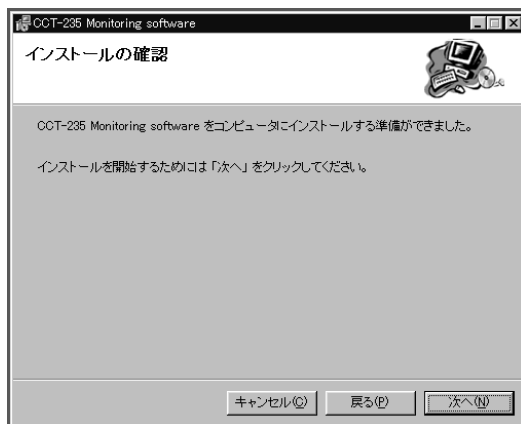 CCT-235 Monitoring software
インストールの確認
CCT-235 Monitoring software をコンピュータにインストールする準備ができました。
インストールを開始するためには「次へ」をクリックしてください。
キャンセル(C) 戻る(P) 次へ(N)